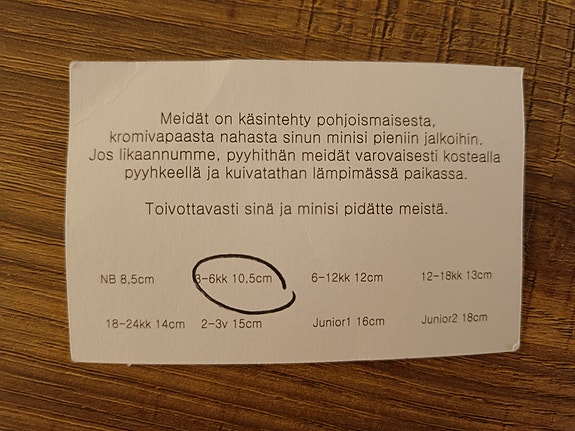 Meidät on käsintehty pohjoismaisesta,
kromivapaasta nahasta sinun minisi pieniin jalkoihin.
Jos likaannumme, pyyhithän meidät varovaisesti kostealla
pyyhkeellä ja kuivatathan lämpimässä paikassa.
Toivottavasti sinä ja minisi pidätte meistä.
NB 8,5cm 3-6kk 10,5cm 6-12kk 12cm 12-18kk 13cm
18-24kk 14cm 2-3v 15cm Junior1 16cm Junior2 18cm